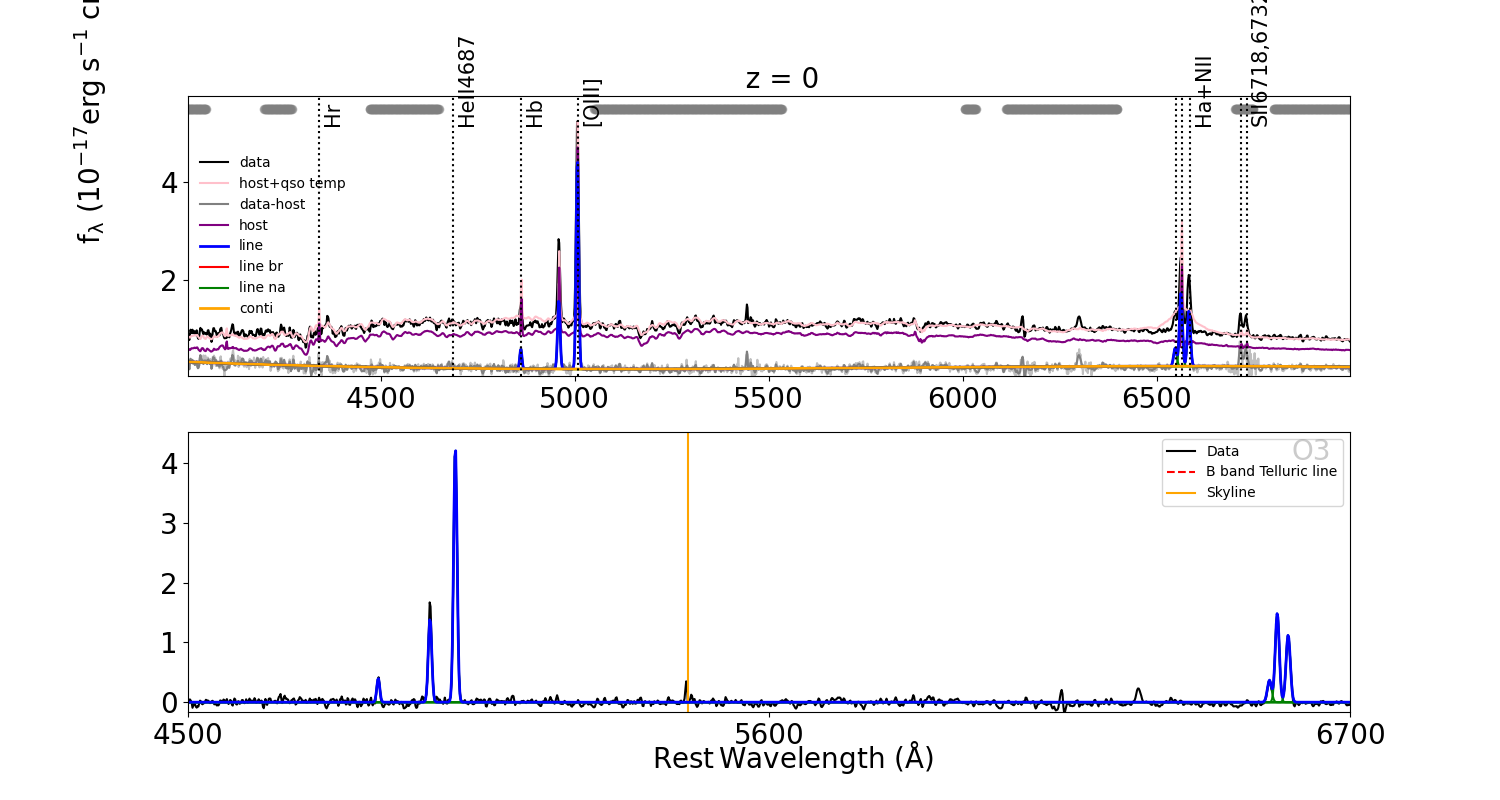 z = 0
f_λ (10^−17 erg s^−1
Hr
HeII4687
Hb
[OIII]
Ha+NII
SII6718,6732
4
2
data
host+qso temp
data-host
host
line
line br
line na
conti
4500
5000
5500
6000
6500
O3
Data
B band Telluric line
Skyline
4
3
2
1
0
4500
5600
6700
Rest Wavelength (Å)